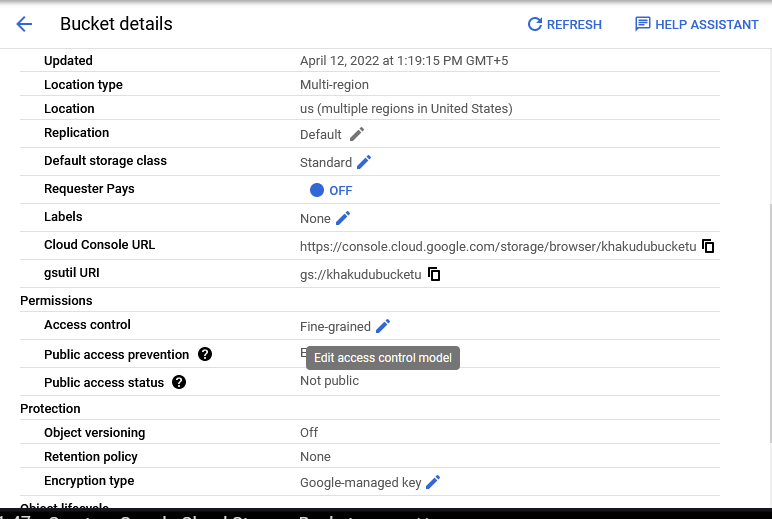 Bucket details
REFRESH
HELP ASSISTANT
Updated April 12, 2022 at 1:19:15 PM GMT+5
Location type Multi-region
Location us (multiple regions in United States)
Replication Default
Default storage class Standard
Requester Pays OFF
Labels None
Cloud Console URL https://console.cloud.google.com/storage/browser/khakudubucketu
gsutil URI gs://khakudubucketu
Permissions
Access control Fine-grained
Public access prevention
Edit access control model
Public access status Not public
Protection
Object versioning Off
Retention policy None
Encryption type Google-managed key
Object lifecycle